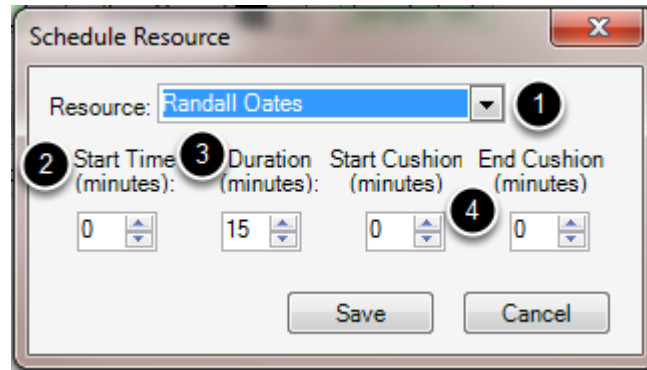 Schedule Resource
Resource: Randall Oates 1
2 Start Time 3 Duration Start Cushion End Cushion
(minutes): (minutes): (minutes) 4 (minutes)
0 15 0 0
Save Cancel